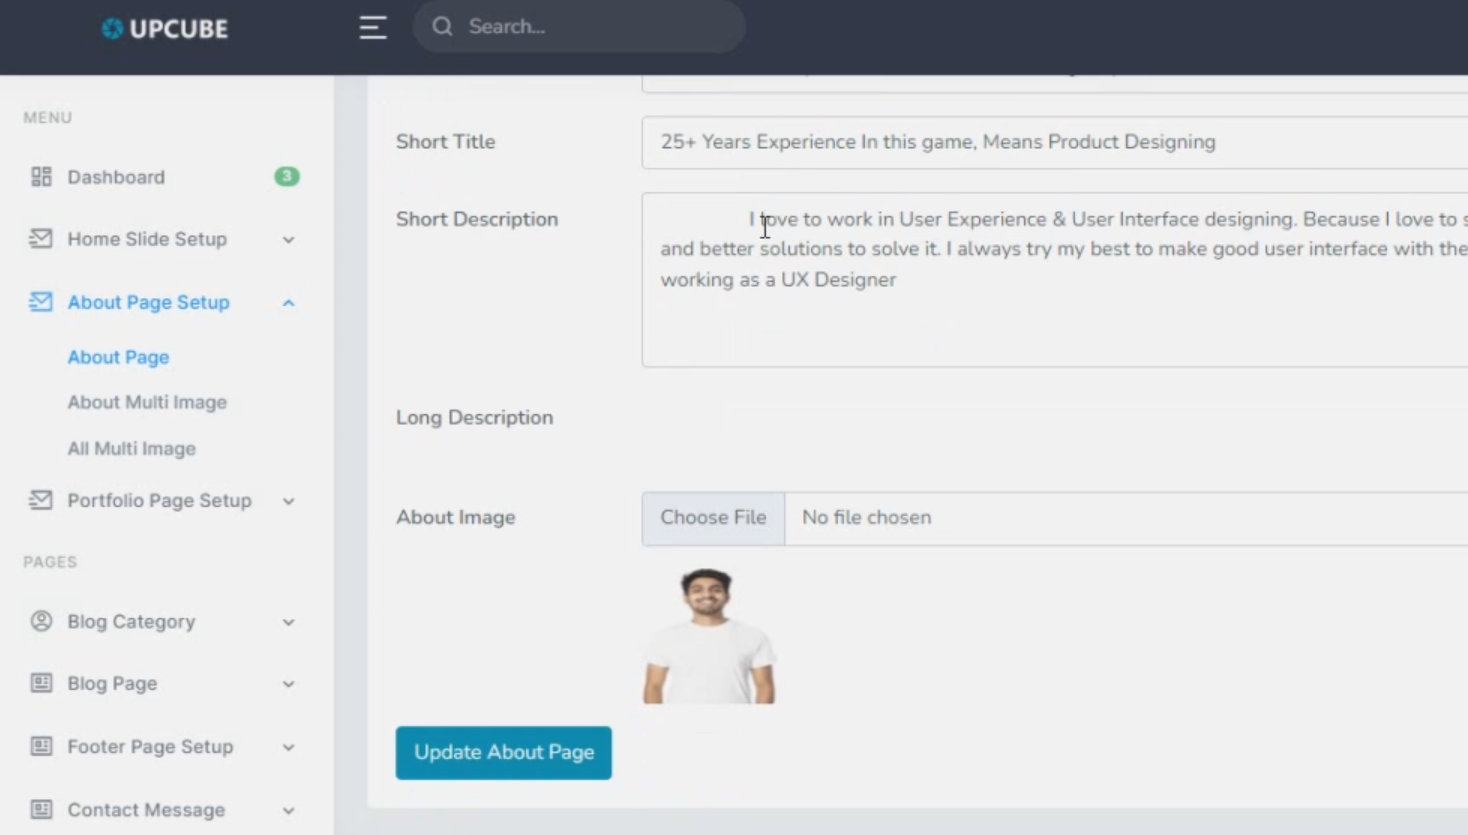 UPCUBE
Search...
MENU
Short Title
25+ Years Experience In this game, Means Product Designing
Dashboard
3
Short Description
I love to work in User Experience & User Interface designing. Because I love to s
and better solutions to solve it. I always try my best to make good user interface with the
working as a UX Designer
Home Slide Setup
About Page Setup
About Page
About Multi Image
All Multi Image
Long Description
Portfolio Page Setup
About Image
Choose File
No file chosen
PAGES
Blog Category
Blog Page
Footer Page Setup
Contact Message
Update About Page